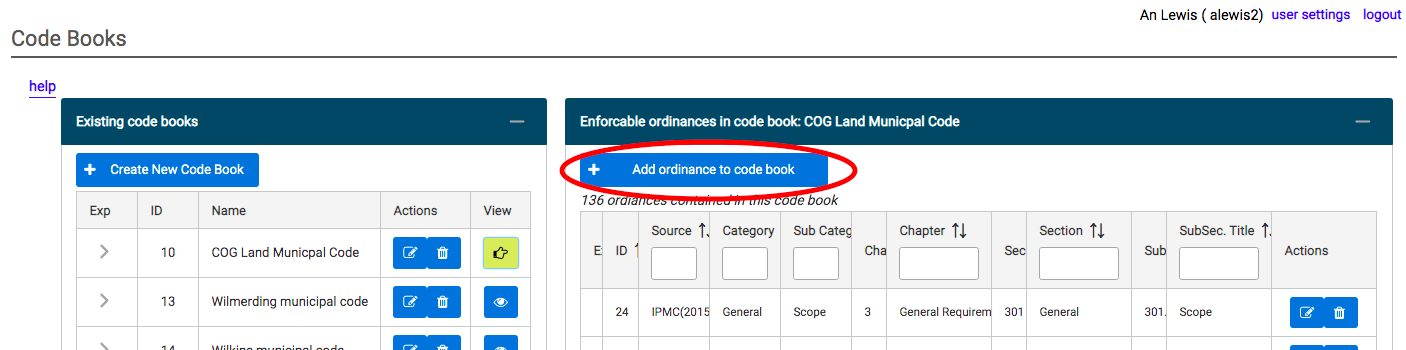 An Lewis ( alewis2) user settings logout
Code Books
help
Existing code books
Create New Code Book
Exp ID Name Actions View
10 COG Land Municpal Code
13 Wilmerding municipal code
14 Wilkins municipal code
Enforcable ordinances in code book: COG Land Municpal Code
Add ordinance to code book
136 ordiances contained in this code book
E ID Source Category Sub Categ Cha Chapter Sec Section Sub SubSec. Title Actions
24 IPMC(2015 General Scope 3 General Requirem 301 General 301. Scope